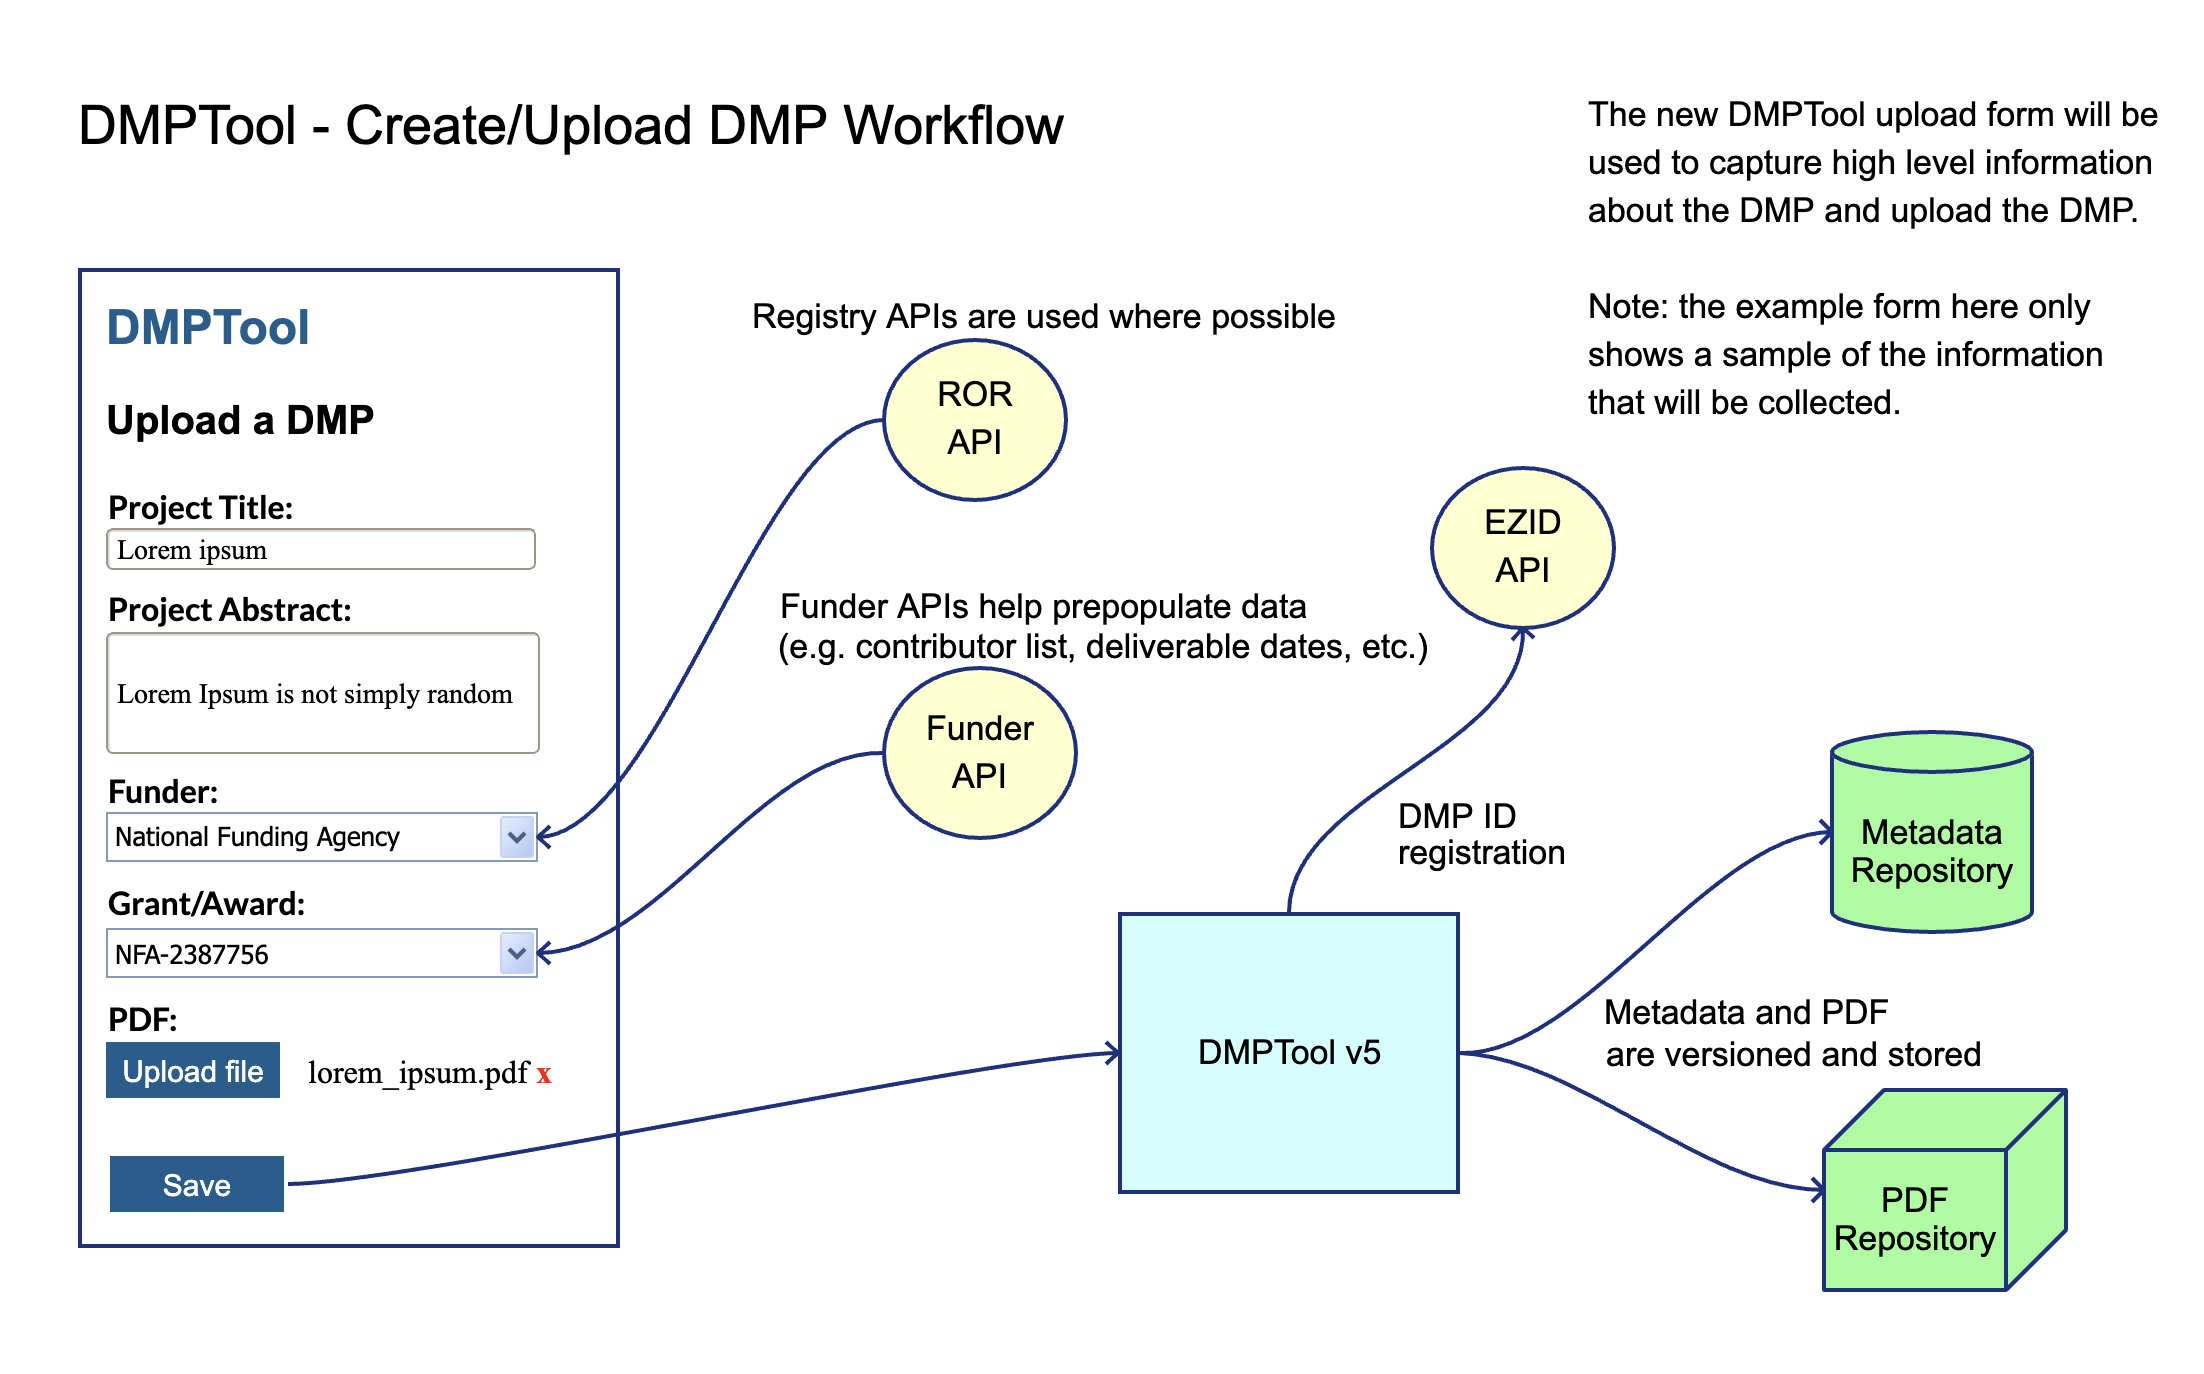 DMPTool - Create/Upload DMP Workflow
The new DMPTool upload form will be
used to capture high level information
about the DMP and upload the DMP.
Note: the example form here only
shows a sample of the information
that will be collected.
DMPTool
Upload a DMP
Project Title:
Lorem ipsum
Project Abstract:
Lorem Ipsum is not simply random
Funder:
National Funding Agency
Grant/Award:
NFA-2387756
PDF:
Upload file
lorem_ipsum.pdf x
Save
Registry APIs are used where possible
ROR
API
Funder APIs help prepopulate data
(e.g. contributor list, deliverable dates, etc.)
Funder
API
EZID
API
DMP ID
registration
DMPTool v5
Metadata
Repository
Metadata and PDF
are versioned and stored
PDF
Repository